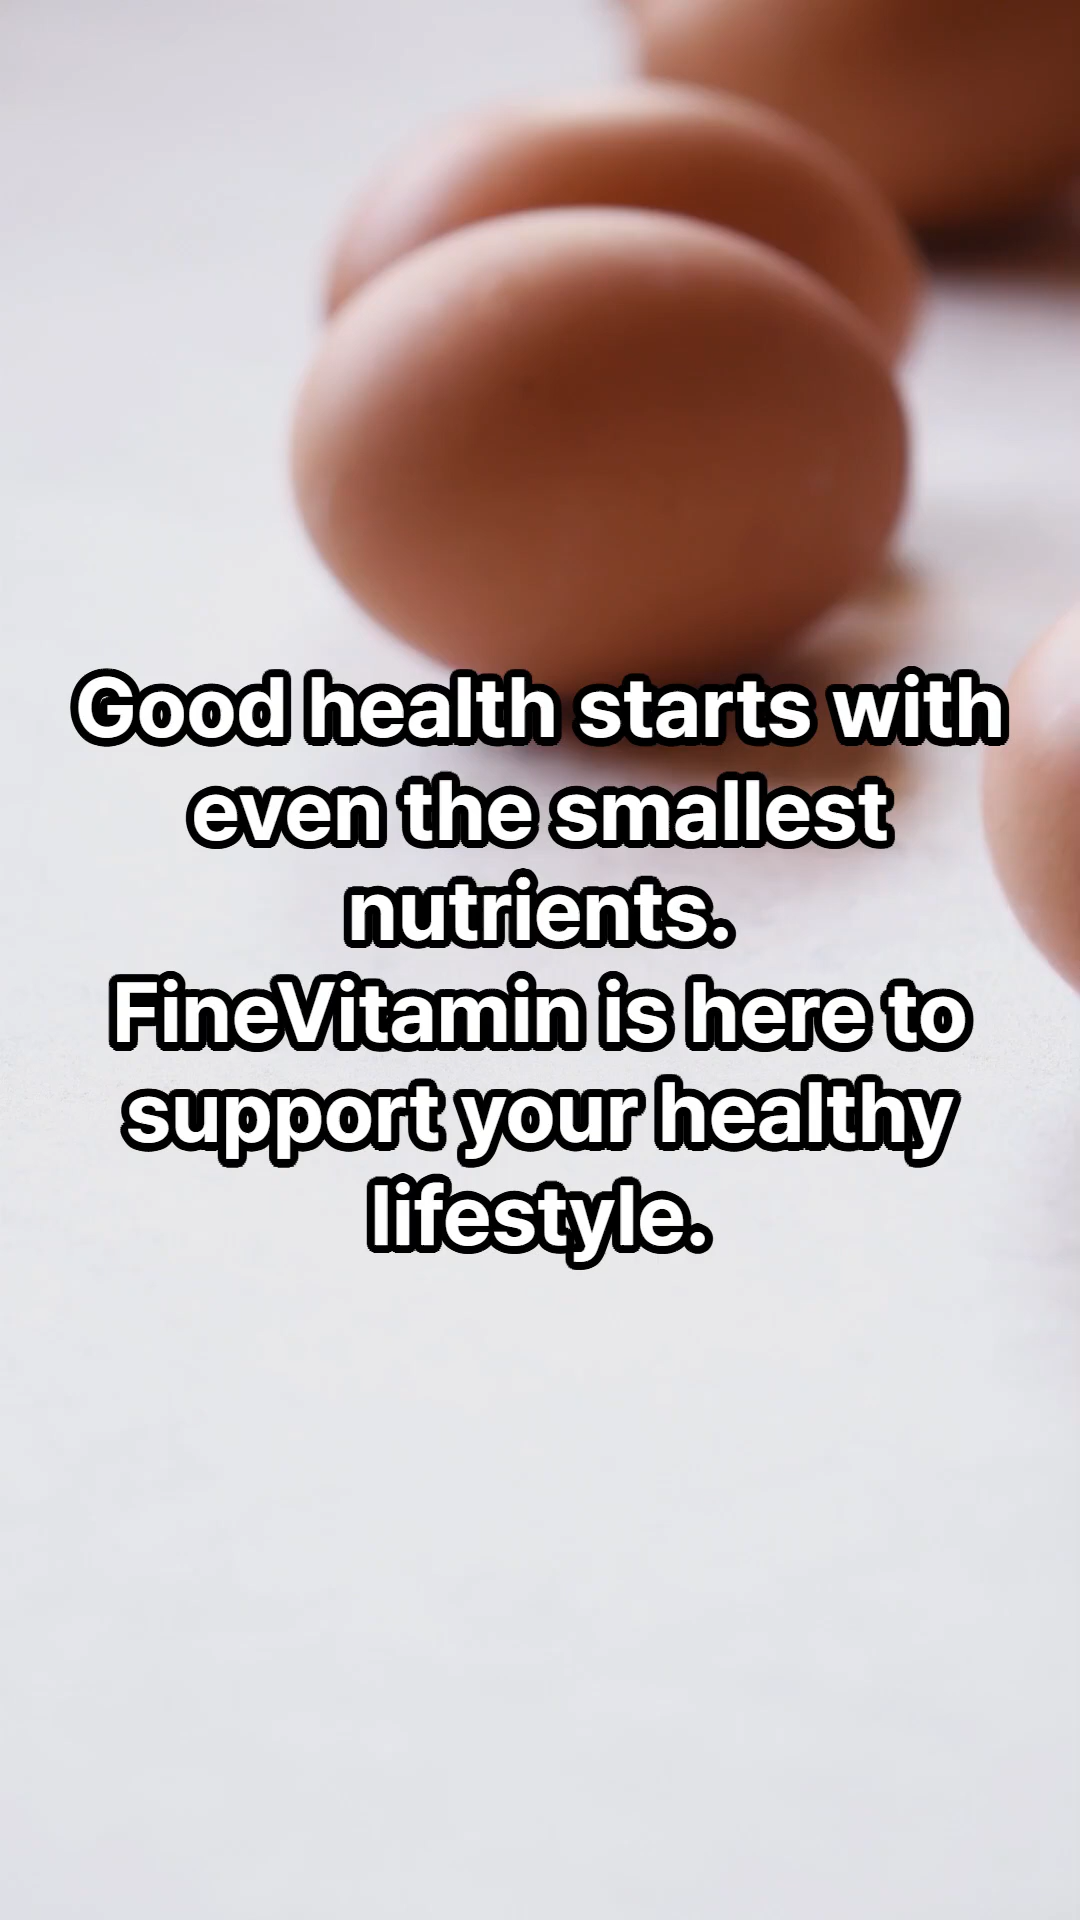 Good health starts with
even the smallest
nutrients.
FineVitamin is here to
support your healthy
lifestyle.